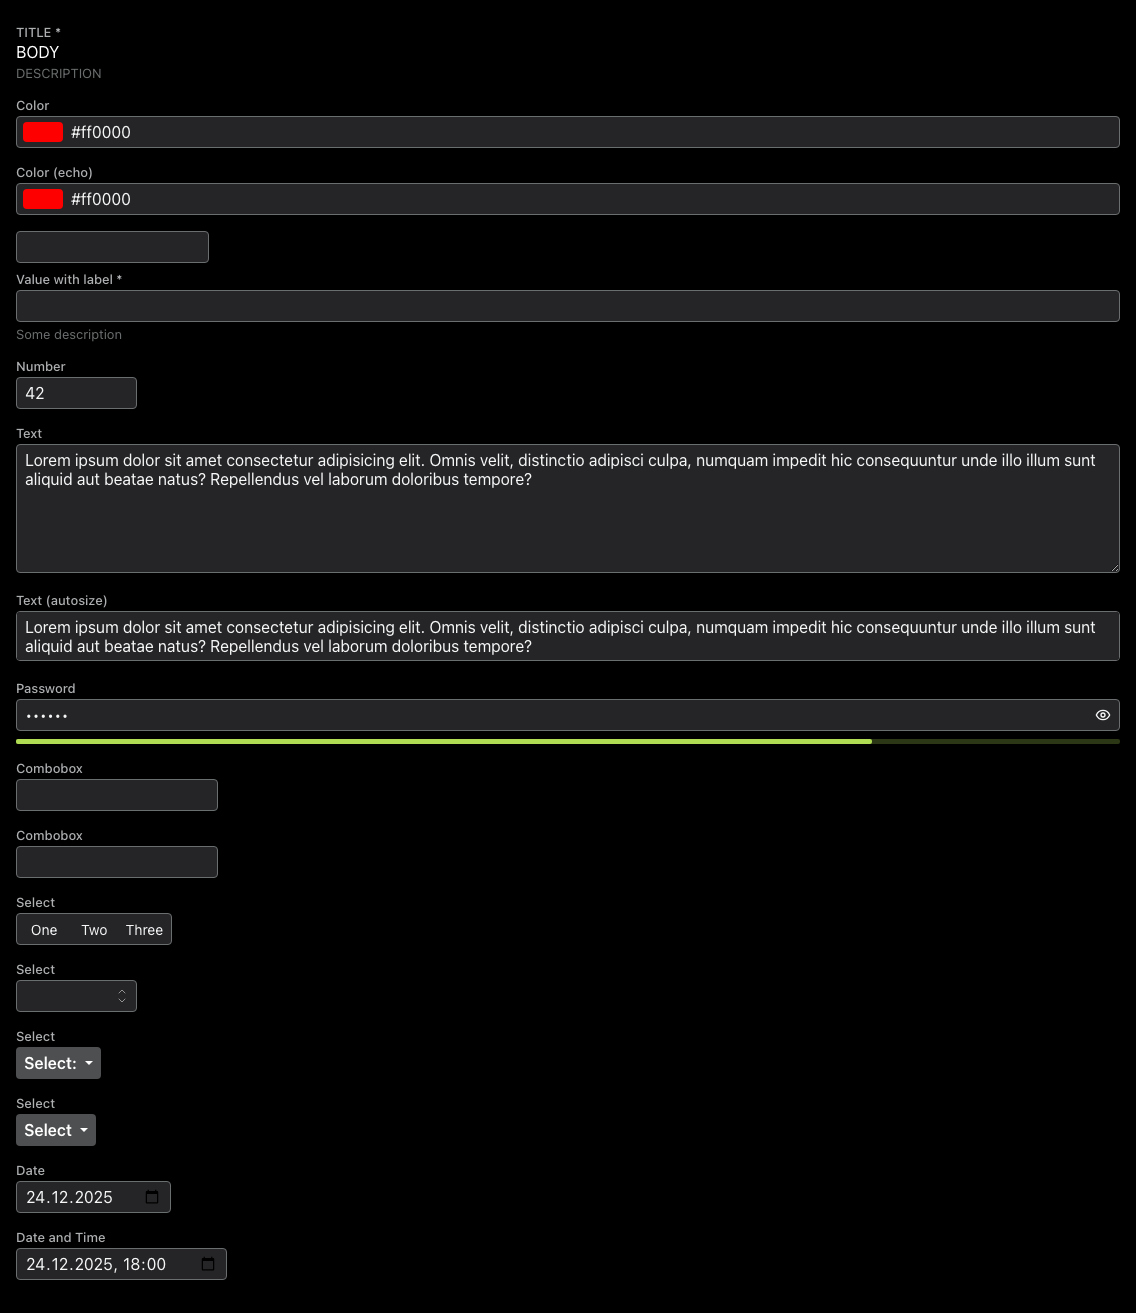 TITLE *
BODY
DESCRIPTION
Color
#ff0000
Color (echo)
#ff0000
Value with label *
Some description
Number
42
Text
Lorem ipsum dolor sit amet consectetur adipisicing elit. Omnis velit, distinctio adipisci culpa, numquam impedit hic consequuntur unde illo illum sunt
aliquid aut beatae natus? Repellendus vel laborum doloribus tempore?
Text (autosize)
Lorem ipsum dolor sit amet consectetur adipisicing elit. Omnis velit, distinctio adipisci culpa, numquam impedit hic consequuntur unde illo illum sunt
aliquid aut beatae natus? Repellendus vel laborum doloribus tempore?
Password
••••••
Combobox
Combobox
Select
One Two Three
Select
Select
Select:
Select
Select
Date
24.12.2025
Date and Time
24.12.2025, 18:00